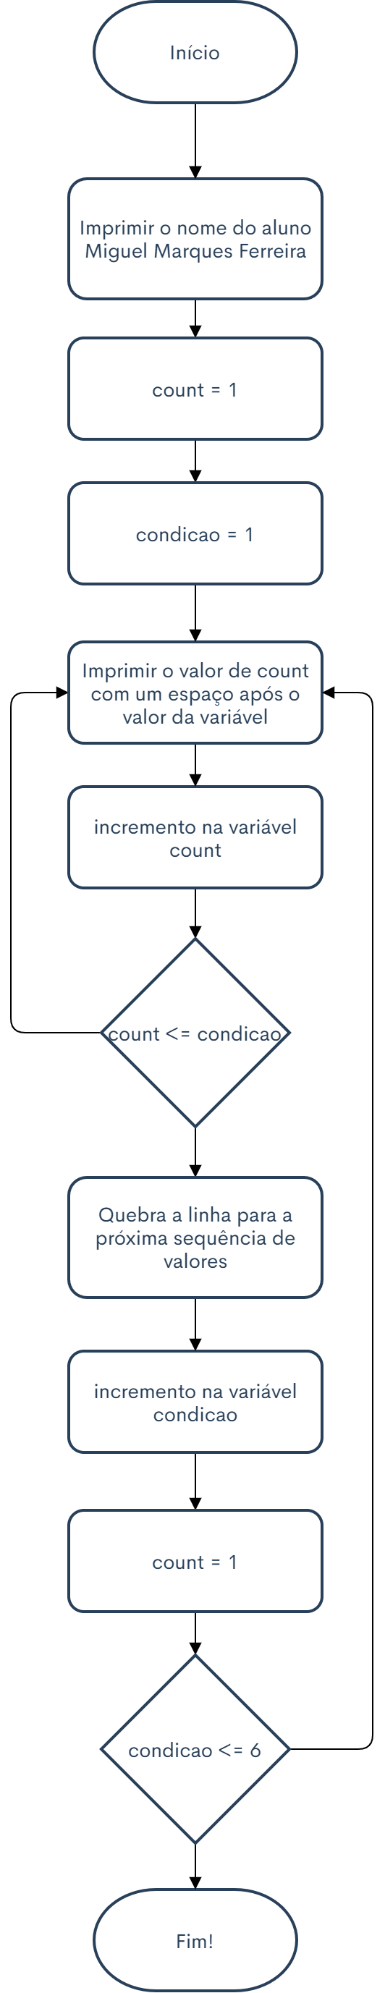 Início
Imprimir o nome do aluno
Miguel Marques Ferreira
count = 1
condicao = 1
Imprimir o valor de count
com um espaço após o
valor da variável
incremento na variável
count
count <= condicao
Quebra a linha para a
próxima sequência de
valores
incremento na variável
condicao
count = 1
condicao <= 6
Fim!